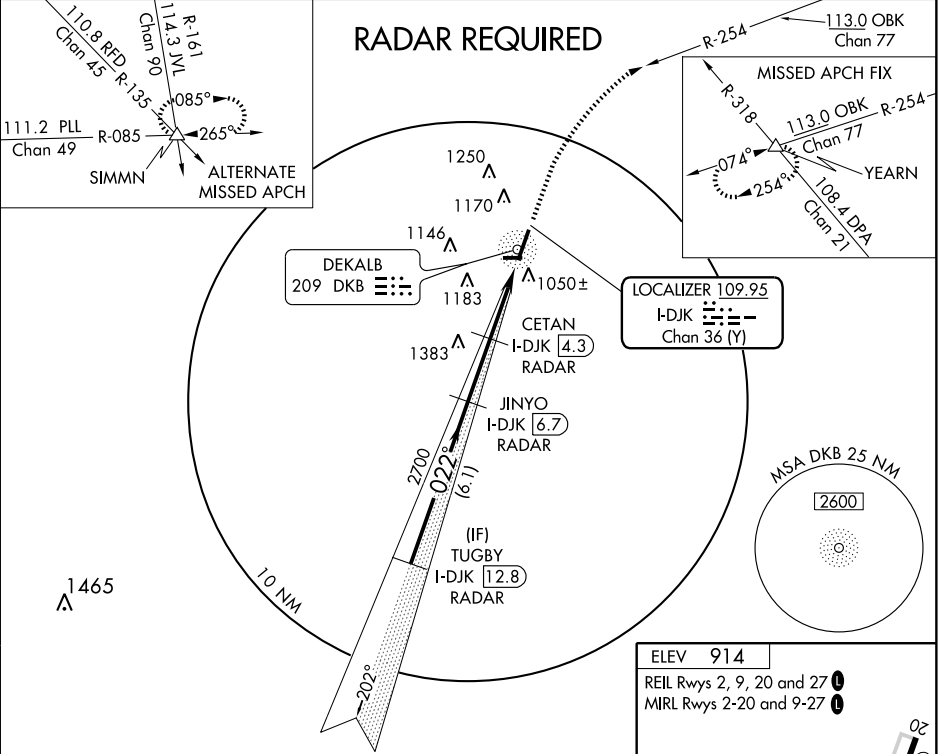 RADAR REQUIRED
110.8 RFD
Chan 45
R-135
R-161
114.3 JVL
Chan 90
085°
265°
111.2 PLL
Chan 49
R-085
SIMMN
ALTERNATE
MISSED APCH
113.0 OBK
Chan 77
R-254
MISSED APCH FIX
R-318
113.0 OBK
Chan 77
R-254
074°
254°
YEARN
108.4 DPA
Chan 21
1250
1170
1146
1183
1050±
1383
DEKALB
209 DKB
LOCALIZER 109.95
I-DJK
Chan 36 (Y)
CETAN
I-DJK 4.3
RADAR
JINYO
I-DJK 6.7
RADAR
2700
022°
(6.1)
(IF)
TUGBY
I-DJK 12.8
RADAR
MSA DKB 25 NM
2600
1465
10 NM
202°
ELEV 914
REIL Rwys 2, 9, 20 and 27 L
MIRL Rwys 2-20 and 9-27 L
20